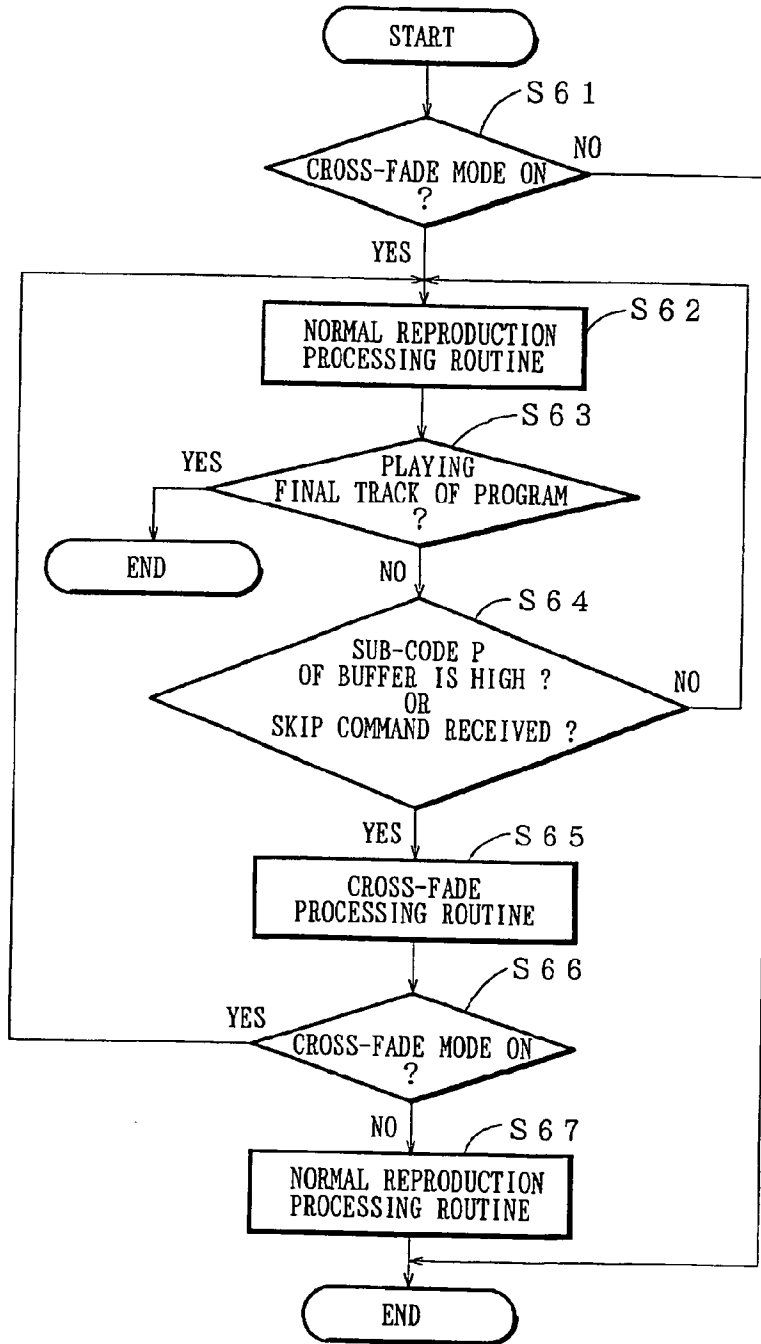 START
S61
CROSS-FADE MODE ON
?
NO
YES
S62
NORMAL REPRODUCTION
PROCESSING ROUTINE
S63
YES
PLAYING
FINAL TRACK OF PROGRAM
?
END
NO
S64
SUB-CODE P
OF BUFFER IS HIGH ?
OR
SKIP COMMAND RECEIVED ?
NO
YES
S65
CROSS-FADE
PROCESSING ROUTINE
S66
YES
CROSS-FADE MODE ON
?
NO
S67
NORMAL REPRODUCTION
PROCESSING ROUTINE
END